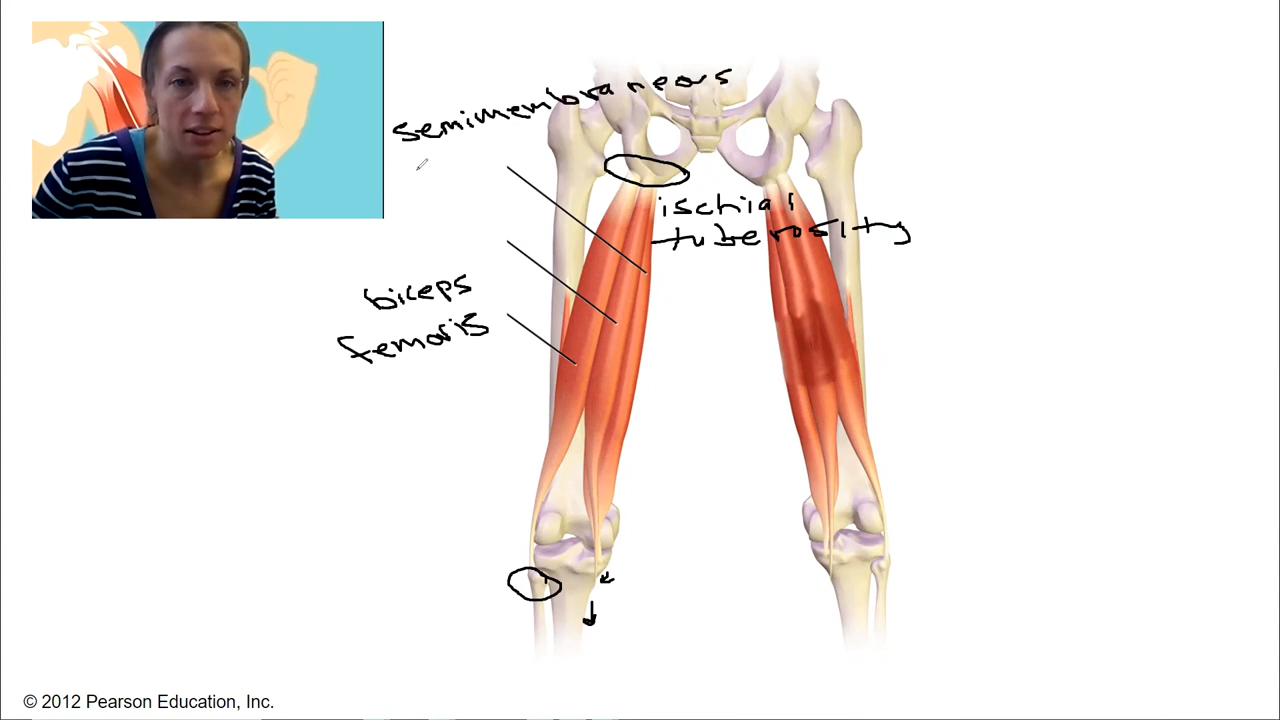 semimembraneous
ischial
tuberosity
biceps
femoris
© 2012 Pearson Education, Inc.